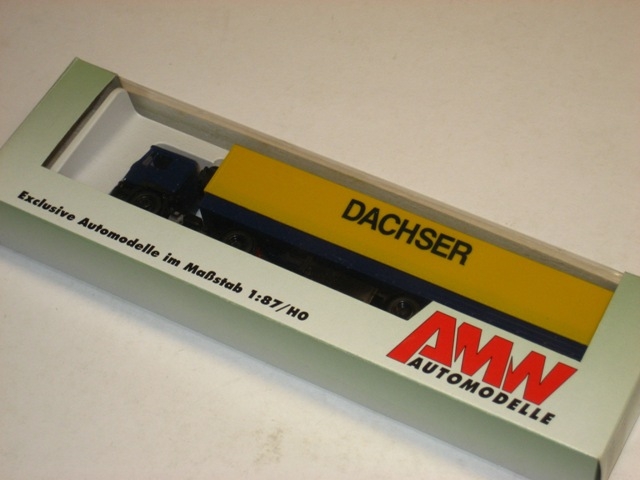 DACHSER
Exclusive Automodelle im Maßstab 1:87/HO
AMW
AUTOMODELLE